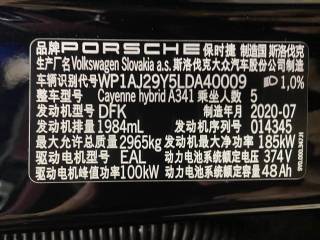 品牌 PORSCHE 保时捷 制造国 斯洛伐克
生产厂名 Volkswagen Slovakia a.s. 斯洛伐克大众汽车股份公司制造
车辆识别代号 WP1AJ29Y5LDA40009 1,0%
整车型号 Cayenne hybrid A341 乘坐人数 5
发动机型号 DFK 制造年月 2020-07
发动机排量 1984mL 发动机序列号 014345
最大允许总质量 2965kg 发动机最大净功率 185kW
驱动电机型号 EAL 动力电池系统额定电压 374V
驱动电机峰值功率 100kW 动力电池系统额定容量 48Ah